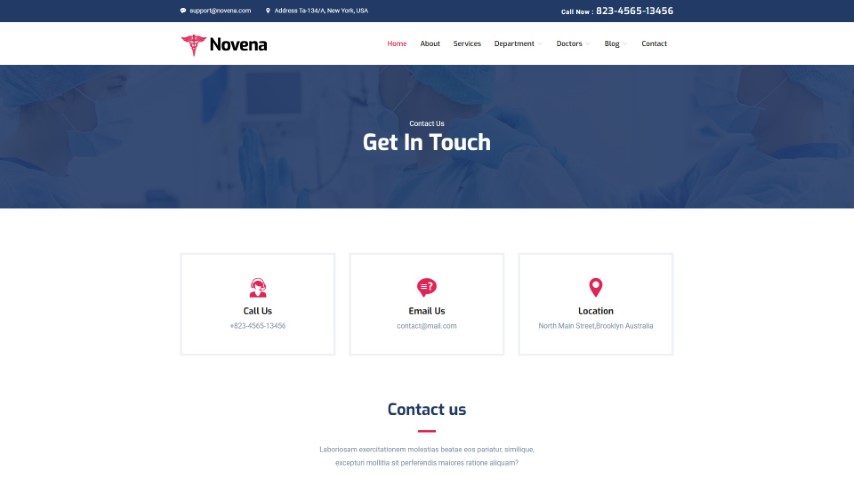 support@novena.com
Address Ta-134/A, New York, USA
Call Now : 823-4565-13456
Novena
Home
About
Services
Department
Doctors
Blog
Contact
Contact Us
Get In Touch
Call Us
+823-4565-13456
Email Us
contact@mail.com
Location
North Main Street,Brooklyn Australia
Contact us
Laboriosam exercitationem molestias beatae eos pariatur, similique,
excepturi mollitia sit perferendis maiores ratione aliquam?